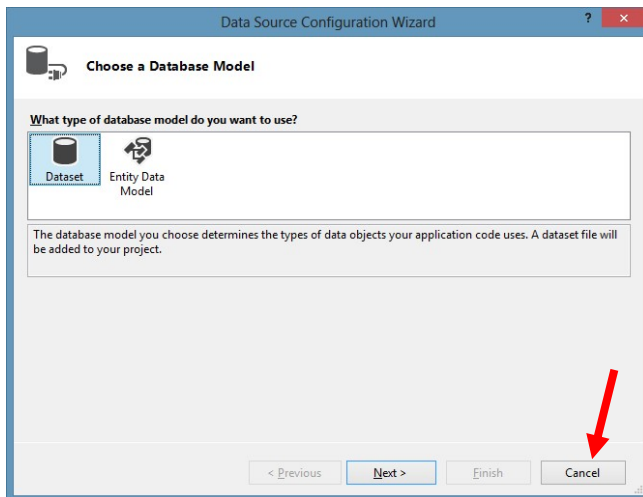 Data Source Configuration Wizard
?
Choose a Database Model
What type of database model do you want to use?
Dataset
Entity Data
Model
The database model you choose determines the types of data objects your application code uses. A dataset file will
be added to your project.
< Previous
Next >
Finish
Cancel